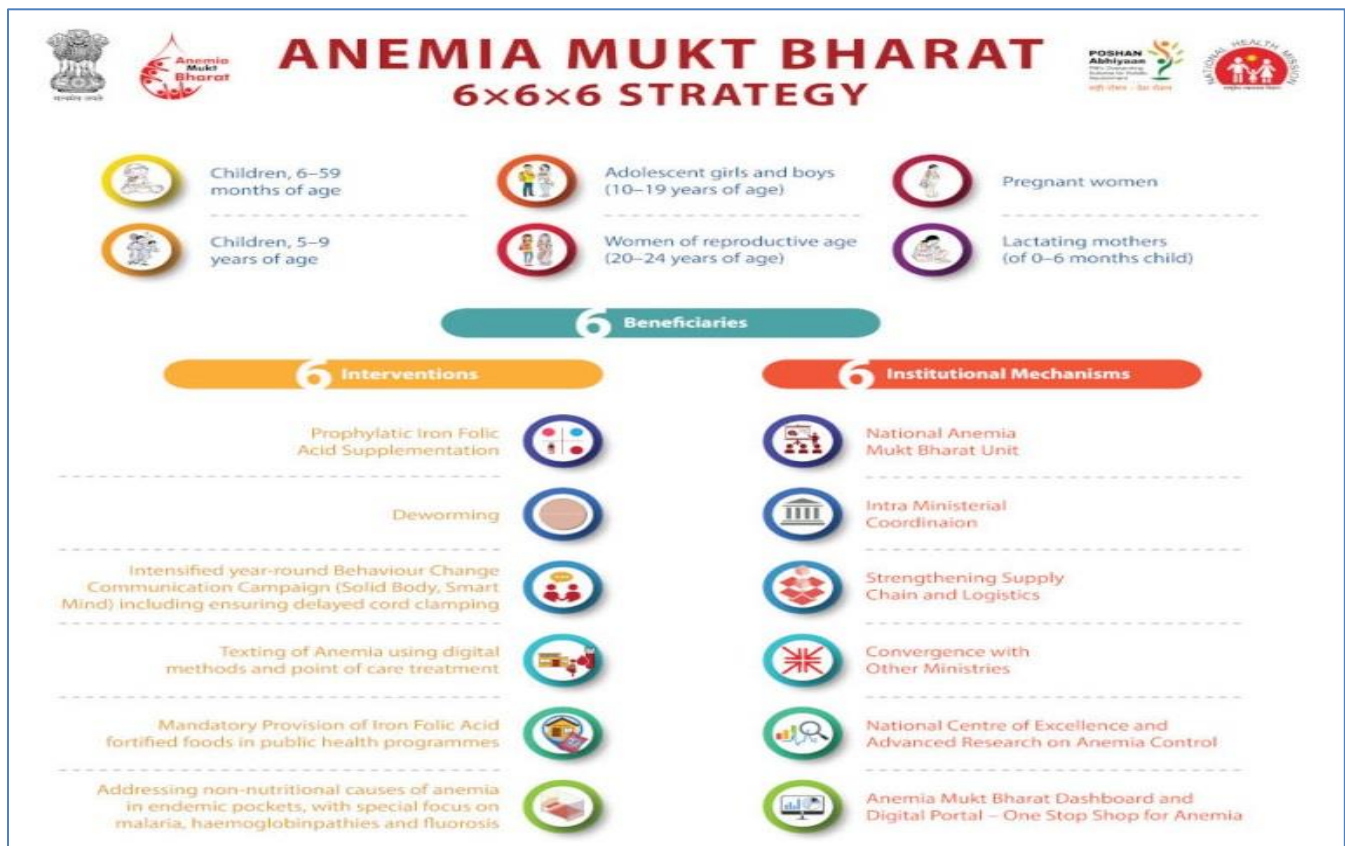 Anemia
Mukt
Bharat
ANEMIA MUKT BHARAT
6×6×6 STRATEGY
POSHAN
Abhiyaan
सही पोषण - देश रोशन
NATIONAL HEALTH MISSION
Children, 6–59
months of age
Adolescent girls and boys
(10–19 years of age)
Pregnant women
Children, 5–9
years of age
Women of reproductive age
(20–24 years of age)
Lactating mothers
(of 0–6 months child)
6 Beneficiaries
6 Interventions
Prophylatic Iron Folic
Acid Supplementation
Deworming
Intensified year-round Behaviour Change
Communication Campaign (Solid Body, Smart
Mind) including ensuring delayed cord clamping
Texting of Anemia using digital
methods and point of care treatment
Mandatory Provision of Iron Folic Acid
fortified foods in public health programmes
Addressing non-nutritional causes of anemia
in endemic pockets, with special focus on
malaria, haemoglobinpathies and fluorosis
6 Institutional Mechanisms
National Anemia
Mukt Bharat Unit
Intra Ministerial
Coordinaion
Strengthening Supply
Chain and Logistics
Convergence with
Other Ministries
National Centre of Excellence and
Advanced Research on Anemia Control
Anemia Mukt Bharat Dashboard and
Digital Portal – One Stop Shop for Anemia